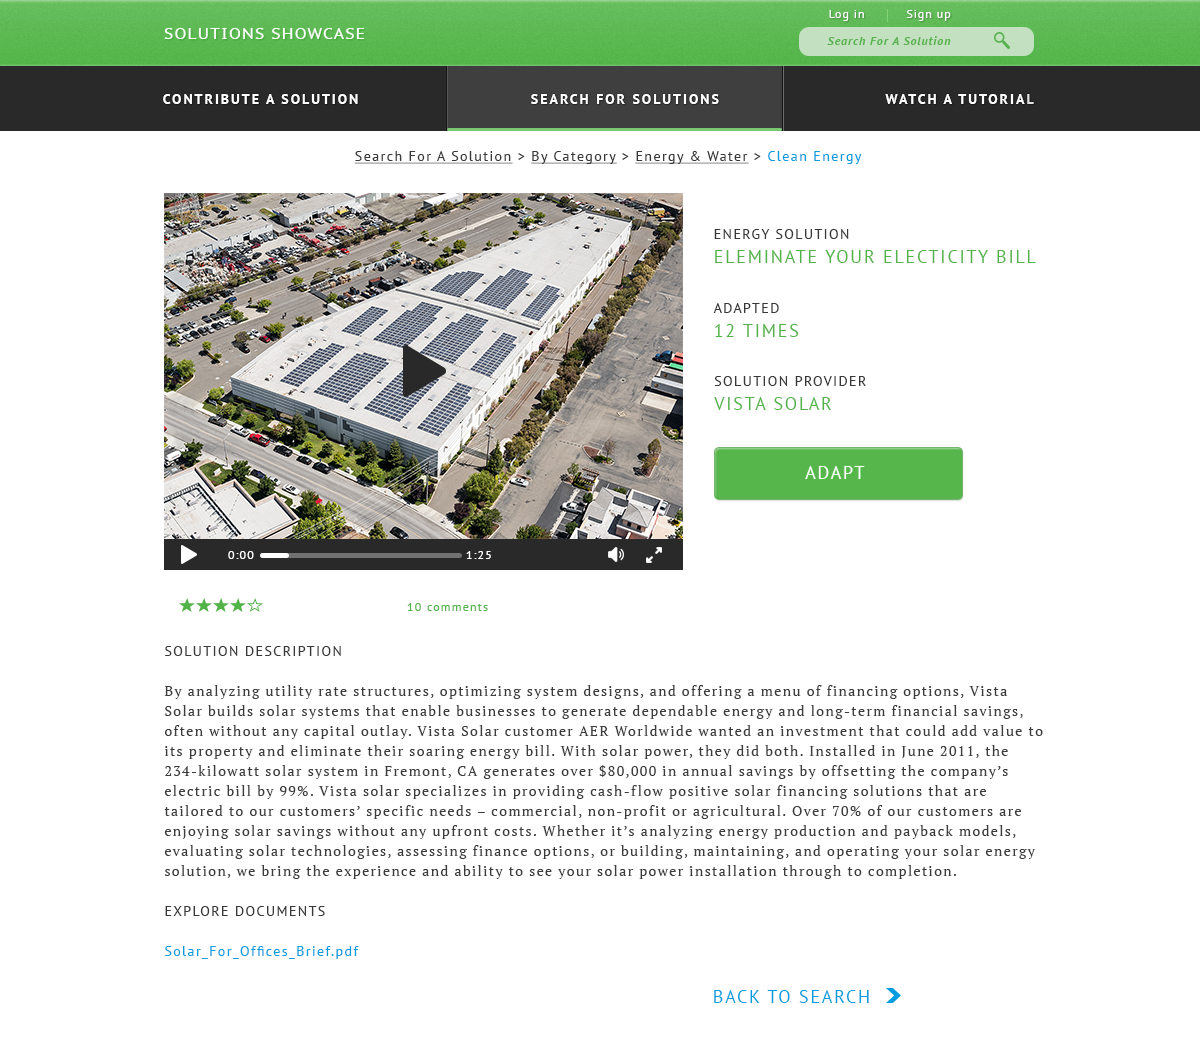 Log in
Sign up
SOLUTIONS SHOWCASE
Search For A Solution
CONTRIBUTE A SOLUTION
SEARCH FOR SOLUTIONS
WATCH A TUTORIAL
Search For A Solution > By Category > Energy & Water > Clean Energy
ENERGY SOLUTION
ELEMINATE YOUR ELECTICITY BILL
ADAPTED
12 TIMES
SOLUTION PROVIDER
VISTA SOLAR
ADAPT
0:00
1:25
10 comments
SOLUTION DESCRIPTION
By analyzing utility rate structures, optimizing system designs, and offering a menu of financing options, Vista
Solar builds solar systems that enable businesses to generate dependable energy and long-term financial savings,
often without any capital outlay. Vista Solar customer AER Worldwide wanted an investment that could add value to
its property and eliminate their soaring energy bill. With solar power, they did both. Installed in June 2011, the
234-kilowatt solar system in Fremont, CA generates over $80,000 in annual savings by offsetting the company’s
electric bill by 99%. Vista solar specializes in providing cash-flow positive solar financing solutions that are
tailored to our customers’ specific needs – commercial, non-profit or agricultural. Over 70% of our customers are
enjoying solar savings without any upfront costs. Whether it’s analyzing energy production and payback models,
evaluating solar technologies, assessing finance options, or building, maintaining, and operating your solar energy
solution, we bring the experience and ability to see your solar power installation through to completion.
EXPLORE DOCUMENTS
Solar_For_Offices_Brief.pdf
BACK TO SEARCH